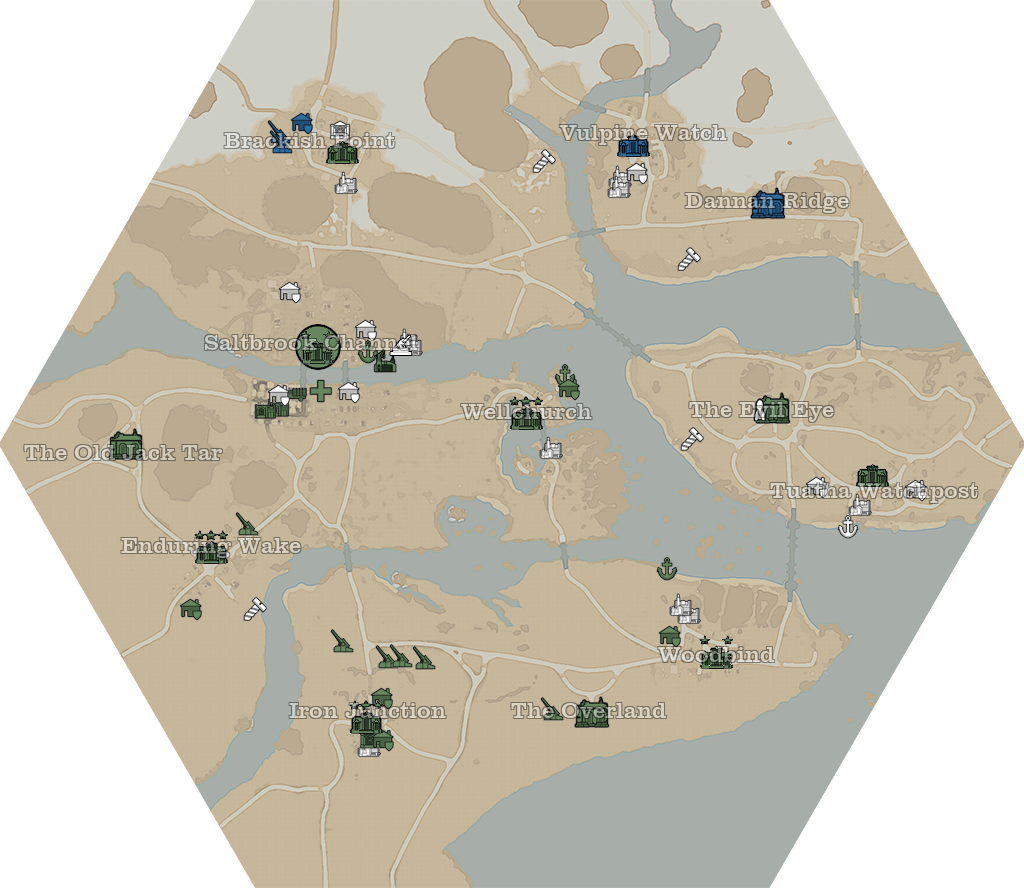 Vulpine Watch
Brackish Point
Dannan Ridge
Saltbrook Channel
The Evil Eye
Wellchurch
The Old Jack Tar
Tuatha Watchpost
Enduring Wake
Woodbind
Iron Junction
The Overland